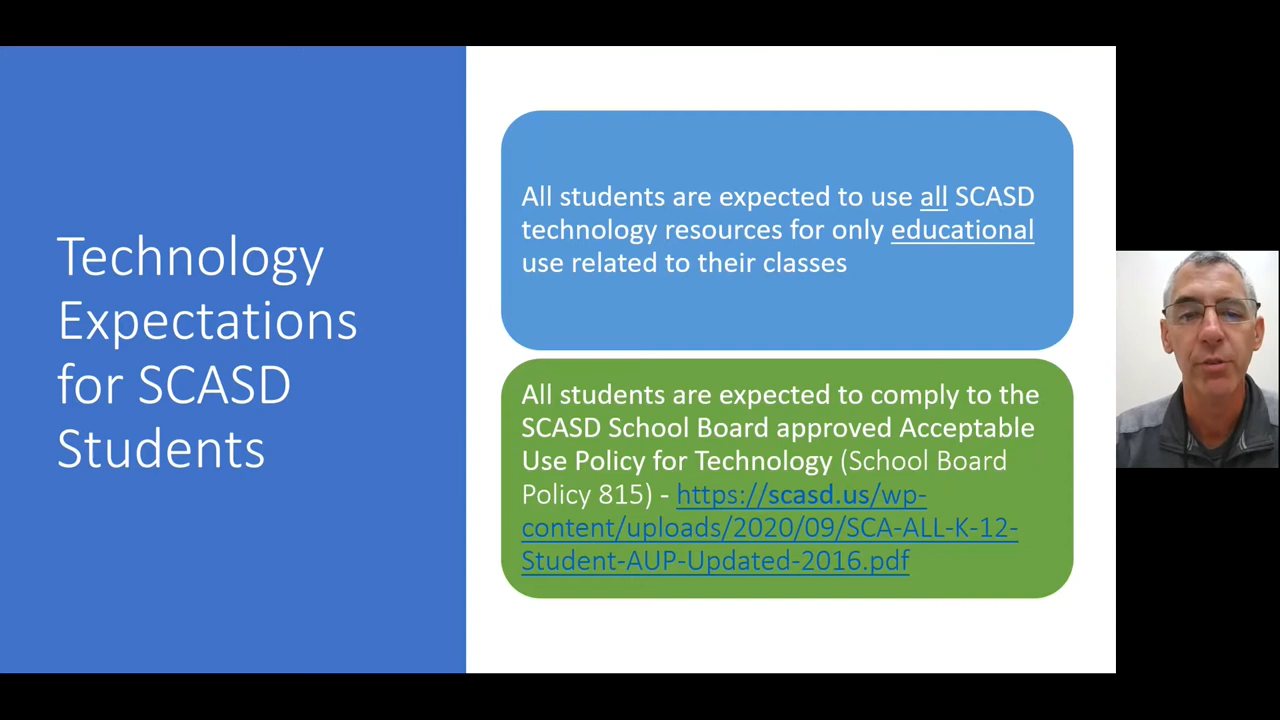 Technology
Expectations
for SCASD
Students
All students are expected to use all SCASD
technology resources for only educational
use related to their classes
All students are expected to comply to the
SCASD School Board approved Acceptable
Use Policy for Technology (School Board
Policy 815) - https://scasd.us/wp-
content/uploads/2020/09/SCA-ALL-K-12-
Student-AUP-Updated-2016.pdf